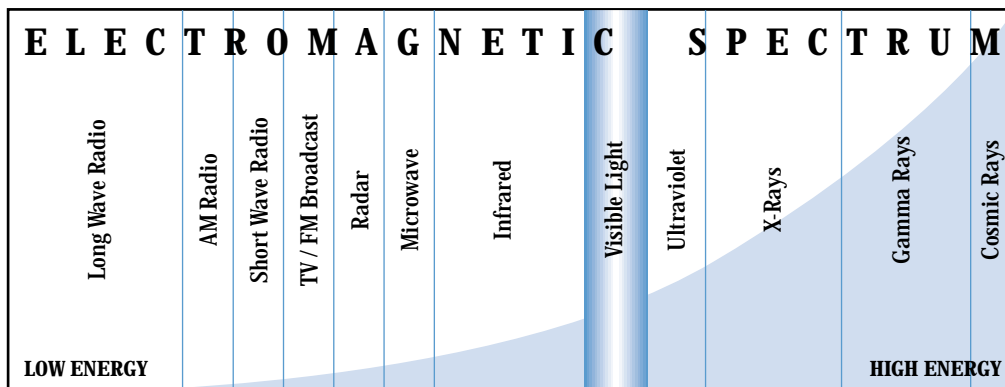 ELECTROMAGNETIC SPECTRUM
Long Wave Radio
AM Radio
Short Wave Radio
TV / FM Broadcast
Radar
Microwave
Infrared
Visible Light
Ultraviolet
X-Rays
Gamma Rays
Cosmic Rays
LOW ENERGY
HIGH ENERGY